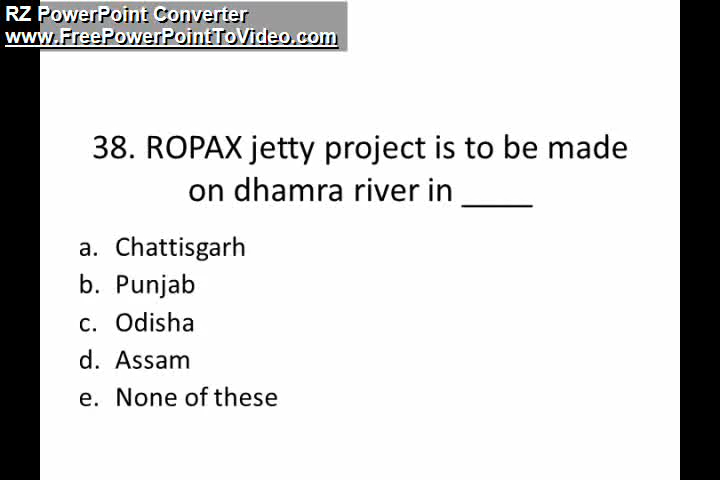 RZ PowerPoint Converter
www.FreePowerPointToVideo.com
38. ROPAX jetty project is to be made
on dhamra river in ____
a. Chattisgarh
b. Punjab
c. Odisha
d. Assam
e. None of these